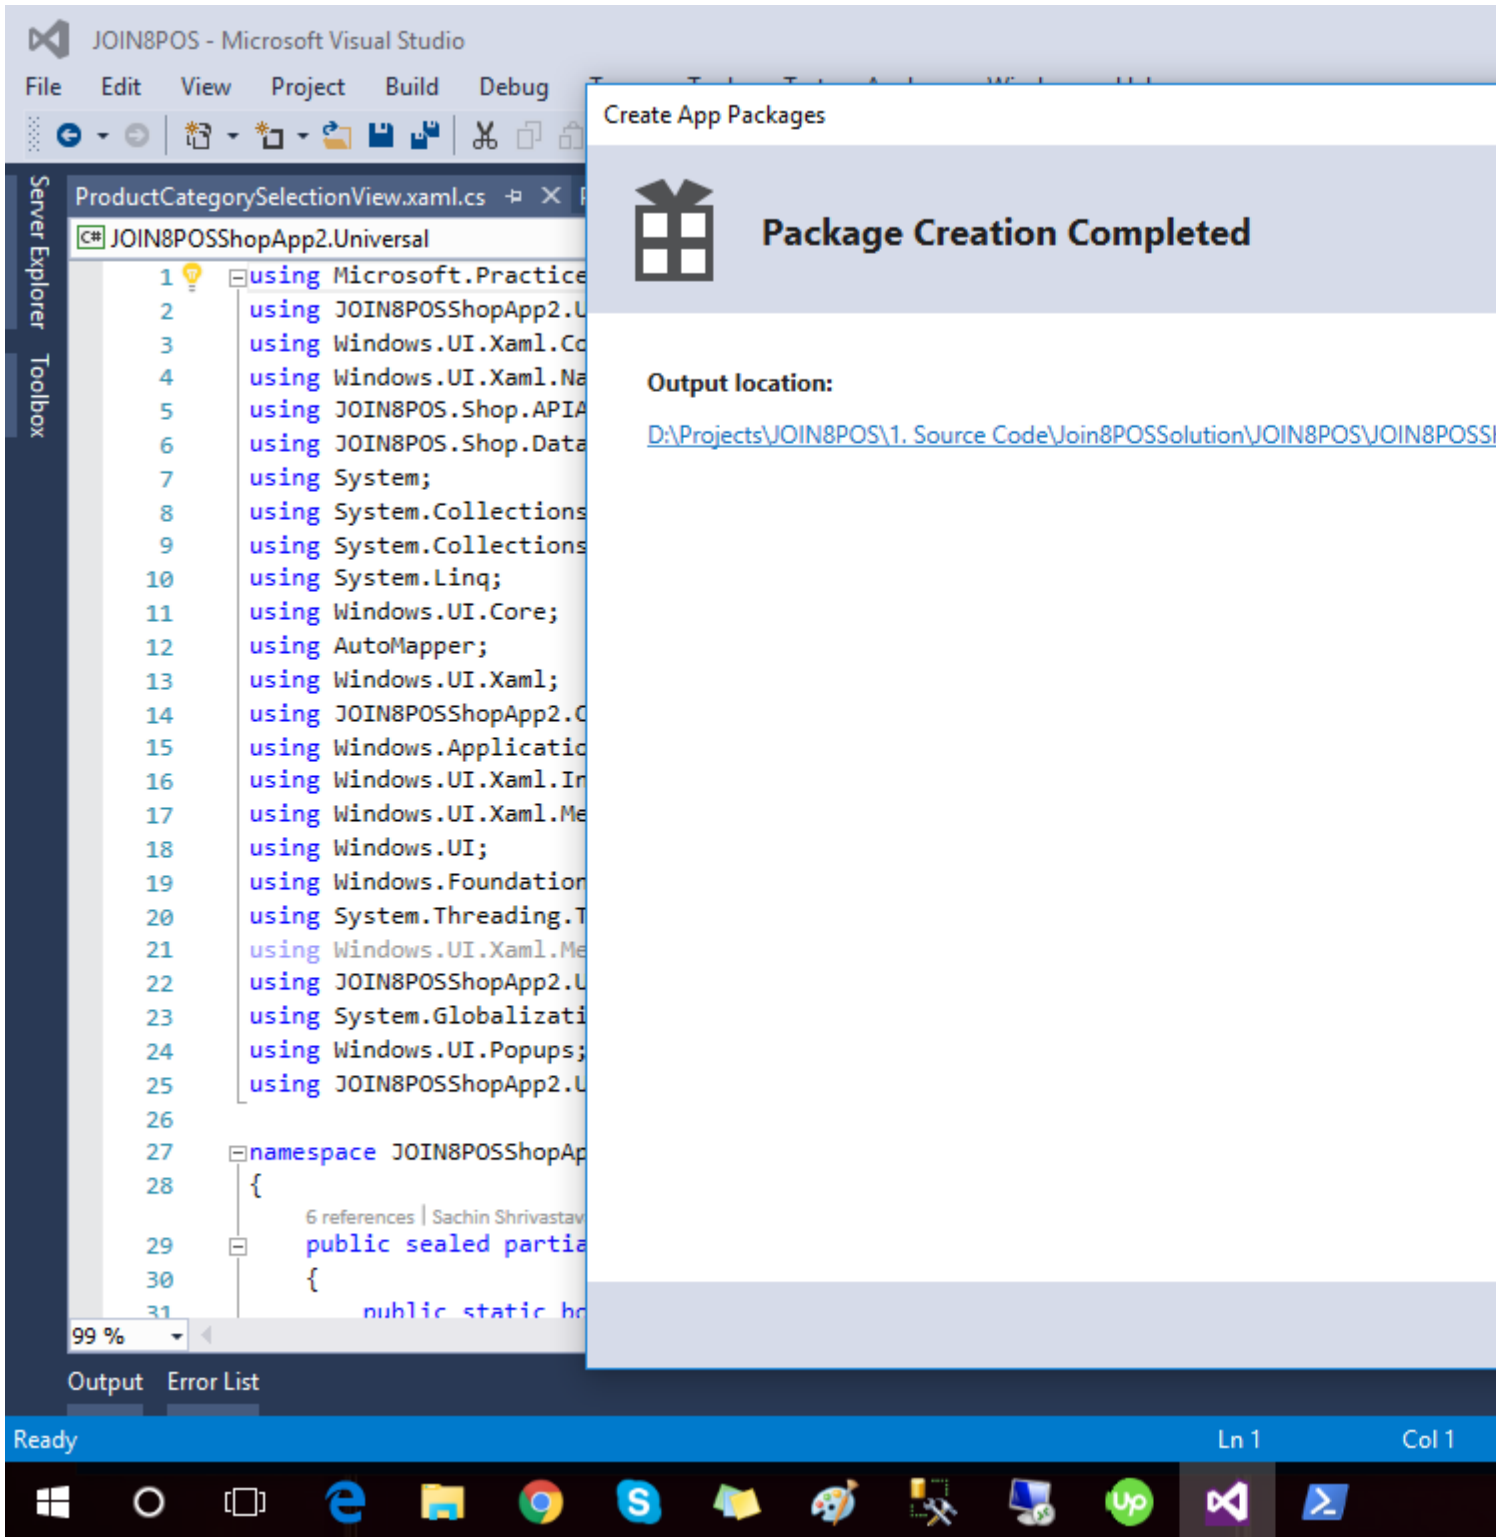 JOIN8POS - Microsoft Visual Studio
File Edit View Project Build Debug
Create App Packages
Server Explorer
Toolbox
ProductCategorySelectionView.xaml.cs
C# JOIN8POSShopApp2.Universal
Package Creation Completed
Output location:
D:\Projects\JOIN8POS\1. Source Code\Join8POSSolution\JOIN8POS\JOIN8POSS
1 using Microsoft.Practice
2 using JOIN8POSShopApp2.U
3 using Windows.UI.Xaml.Co
4 using Windows.UI.Xaml.Na
5 using JOIN8POS.Shop.APIA
6 using JOIN8POS.Shop.Data
7 using System;
8 using System.Collections
9 using System.Collections
10 using System.Linq;
11 using Windows.UI.Core;
12 using AutoMapper;
13 using Windows.UI.Xaml;
14 using JOIN8POSShopApp2.C
15 using Windows.Applicatio
16 using Windows.UI.Xaml.In
17 using Windows.UI.Xaml.Me
18 using Windows.UI;
19 using Windows.Foundation
20 using System.Threading.T
21 using Windows.UI.Xaml.Me
22 using JOIN8POSShopApp2.U
23 using System.Globalizati
24 using Windows.UI.Popups;
25 using JOIN8POSShopApp2.U
26
27 namespace JOIN8POSShopAp
28 {
6 references | Sachin Shrivastav
29 public sealed partia
30 {
31 public static bo
99 %
Output Error List
Ready Ln 1 Col 1
e S Up